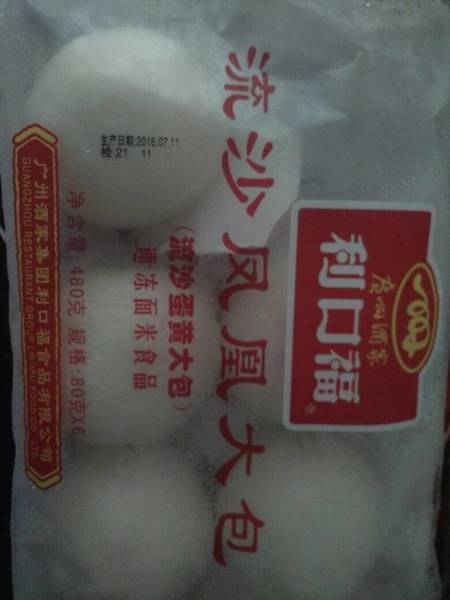 广州酒家
利口福®
流沙凤凰大包
(流沙蛋黄大包)
速冻面米食品
净含量:480克 规格:80克X6
生产日期:2016.07.11
检21 11
广州酒家集团利口福食品有限公司
GUANGZHOU RESTAURANT GROUP LIKOFU FOOD CO., LTD